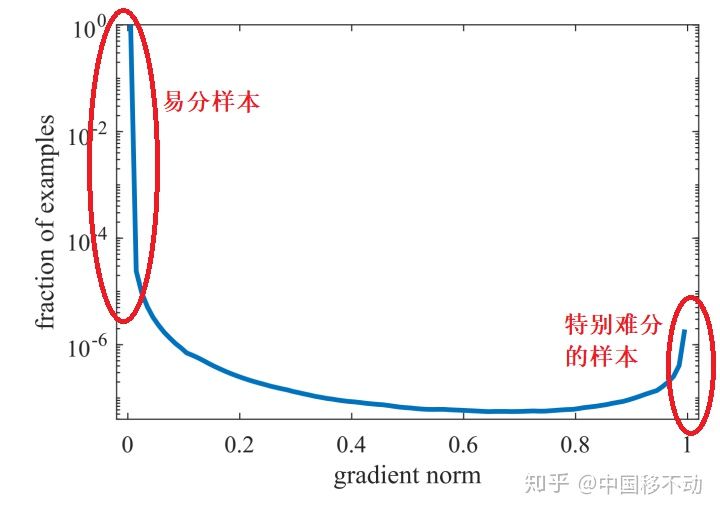 10^0
易分样本
10^-2
fraction of examples
10^-4
特别难分
的样本
10^-6
0 0.2 0.4 0.6 0.8 1
gradient norm
知乎 @中国移不动